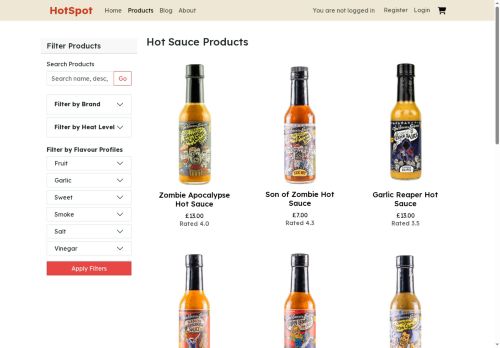 HotSpot
Home Products Blog About
You are not logged in Register Login
Filter Products
Search Products
Search name, desc,
Go
Filter by Brand
Filter by Heat Level
Filter by Flavour Profiles
Fruit
Garlic
Sweet
Smoke
Salt
Vinegar
Apply Filters
Hot Sauce Products
Zombie Apocalypse
Hot Sauce
£13.00
Rated 4.0
Son of Zombie Hot
Sauce
£7.00
Rated 4.3
Garlic Reaper Hot
Sauce
£13.00
Rated 3.5